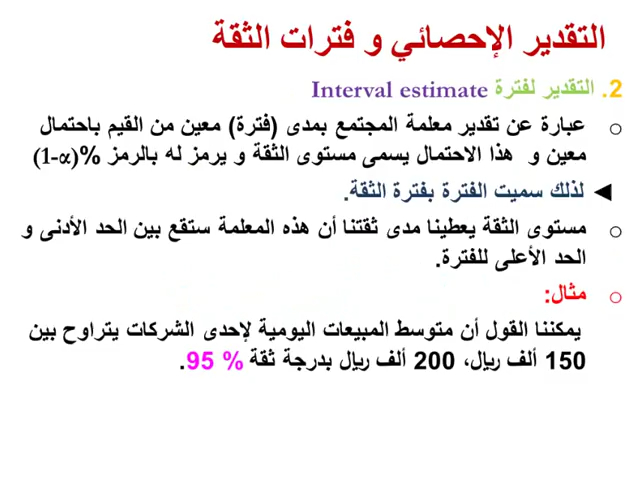 التقدير الإحصائي و فترات الثقة
2. التقدير لفترة Interval estimate
o عبارة عن تقدير معلمة المجتمع بمدى (فترة) معين من القيم باحتمال
معين و هذا الاحتمال يسمى مستوى الثقة و يرمز له بالرمز %(1-α)
◄ لذلك سميت الفترة بفترة الثقة.
o مستوى الثقة يعطينا مدى ثقتنا أن هذه المعلمة ستقع بين الحد الأدنى و
الحد الأعلى للفترة.
o مثال:
يمكننا القول أن متوسط المبيعات اليومية لإحدى الشركات يتراوح بين
150 ألف ريال، 200 ألف ريال بدرجة ثقة % 95.